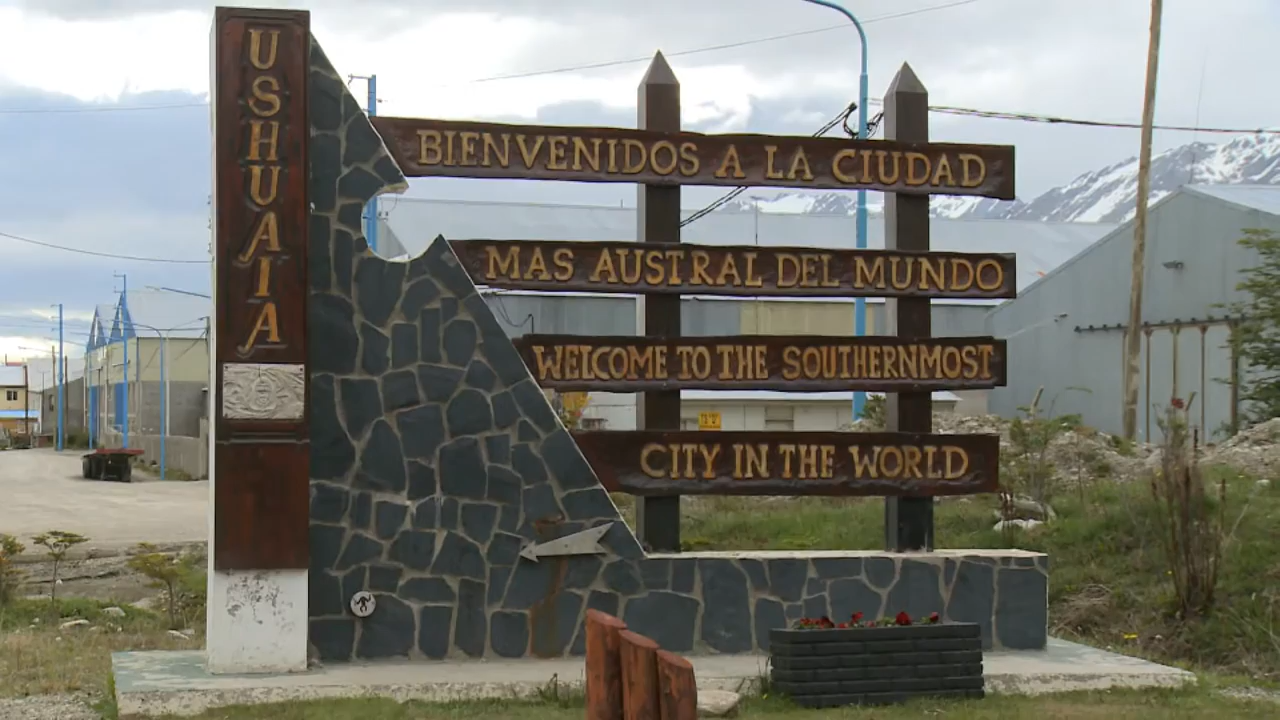 USHUAIA
BIENVENIDOS A LA CIUDAD
MAS AUSTRAL DEL MUNDO
WELCOME TO THE SOUTHERNMOST
CITY IN THE WORLD